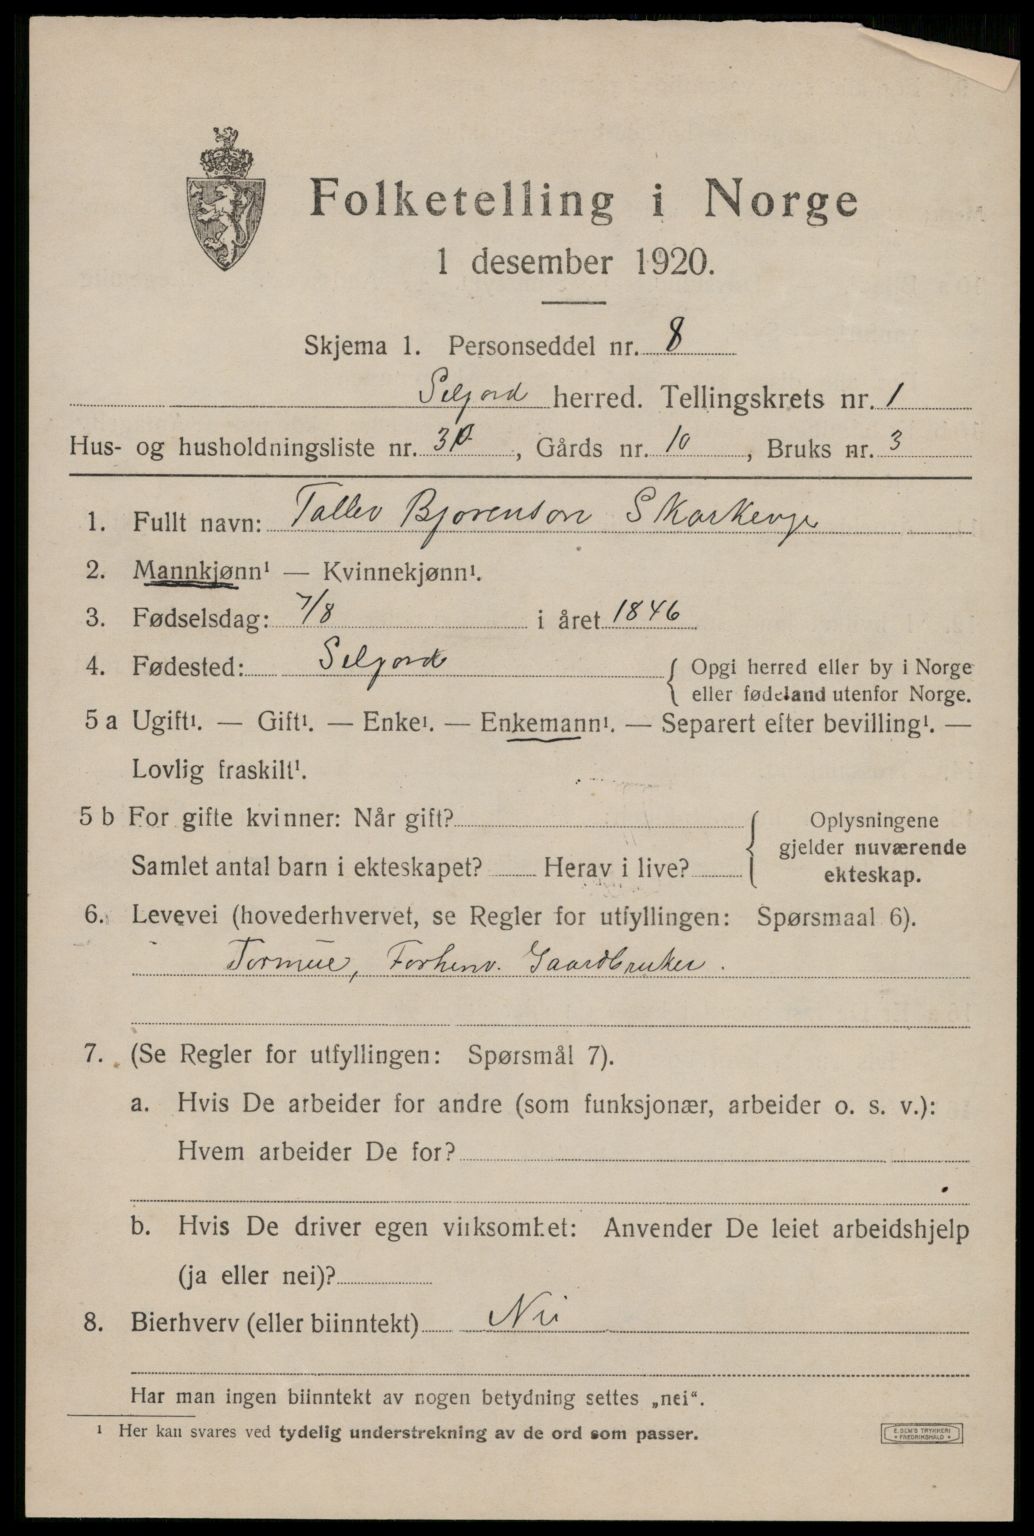 Folketelling i Norge
1 desember 1920.
Skjema 1. Personseddel nr. 8
Seljord herred. Tellingskrets nr. 1
Hus- og husholdningsliste nr. , Gårds nr. 10, Bruks nr. 3
1. Fullt navn: Tallev Bjorenson
2. Mannkjønn¹ — Kvinnekjønn¹.
3. Fødselsdag: 7/8 i året 1846
4. Fødested: Seljord { Opgi herred eller by i Norge
eller fødeland utenfor Norge.
5 a Ugift¹. — Gift¹. — Enke¹. — Enkemann¹. — Separert efter bevilling¹. —
Lovlig fraskilt¹.
5 b For gifte kvinner: Når gift? { Oplysningene
gjelder nuværende
Samlet antal barn i ekteskapet? Herav i live?
ekteskap.
6. Levevei (hovederhvervet, se Regler for utfyllingen: Spørsmaal 6).
Formue, Forhenv. Gaardbruker.
7. (Se Regler for utfyllingen: Spørsmål 7).
a. Hvis De arbeider for andre (som funksjonær, arbeider o. s. v.):
Hvem arbeider De for?
b. Hvis De driver egen virksomhet: Anvender De leiet arbeidshjelp
(ja eller nei)?
8. Bierhverv (eller biinntekt) Nei
Har man ingen biinntekt av nogen betydning settes „nei“.
¹ Her kan svares ved tydelig understrekning av de ord som passer.
E. SEM'S TRYKKERI
* FREDRIKSHALD *